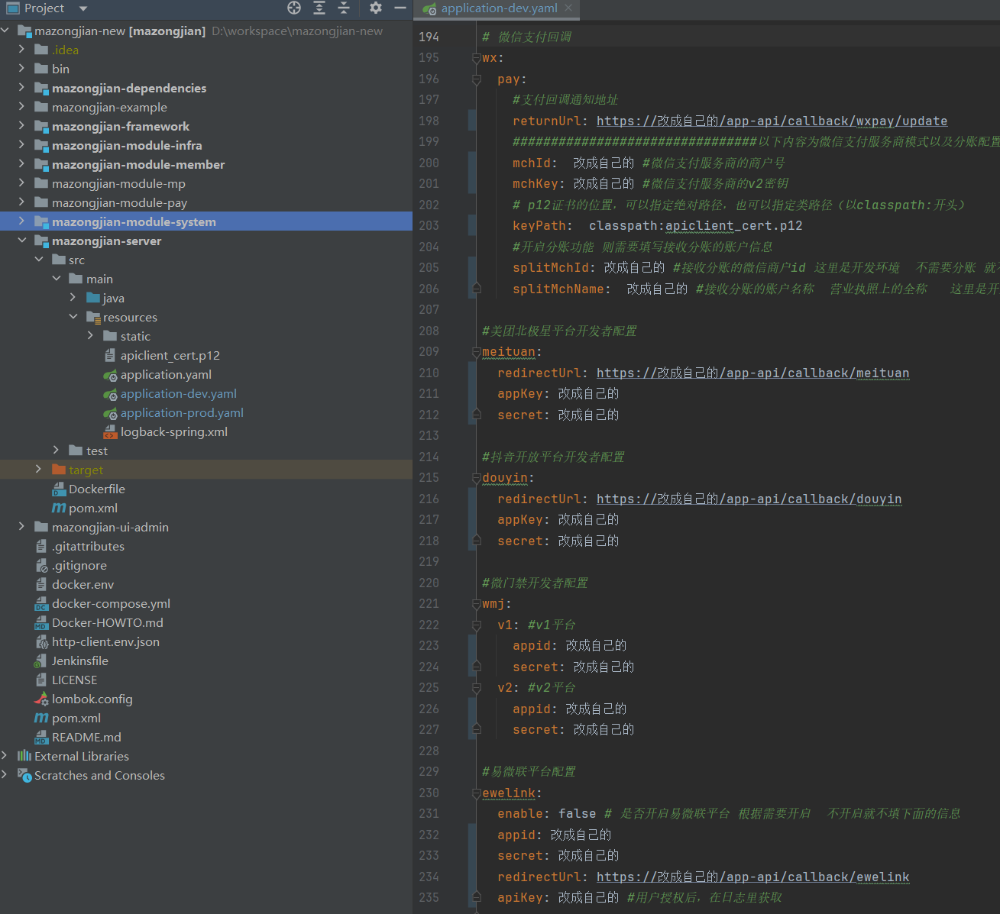 Project
mazongjian-new [mazongjian] D:\workspace\mazongjian-new
.idea
bin
mazongjian-dependencies
mazongjian-example
mazongjian-framework
mazongjian-module-infra
mazongjian-module-member
mazongjian-module-mp
mazongjian-module-pay
mazongjian-module-system
mazongjian-server
src
main
java
resources
static
apiclient_cert.p12
application.yaml
application-dev.yaml
application-prod.yaml
logback-spring.xml
test
target
Dockerfile
pom.xml
mazongjian-ui-admin
.gitattributes
.gitignore
docker.env
docker-compose.yml
Docker-HOWTO.md
http-client.env.json
Jenkinsfile
LICENSE
lombok.config
pom.xml
README.md
External Libraries
Scratches and Consoles
application-dev.yaml
194 # 微信支付回调
195 wx:
196 pay:
197 #支付回调通知地址
198 returnUrl: https://改成自己的/app-api/callback/wxpay/update
199 ################################以下内容为微信支付服务商模式以及分账配置
200 mchId: 改成自己的 #微信支付服务商的商户号
201 mchKey: 改成自己的 #微信支付服务商的v2密钥
202 # p12证书的位置，可以指定绝对路径，也可以指定类路径（以classpath:开头）
203 keyPath: classpath:apiclient_cert.p12
204 #开启分账功能 则需要填写接收分账的账户信息
205 splitMchId: 改成自己的 #接收分账的微信商户id 这里是开发环境 不需要分账 就不
206 splitMchName: 改成自己的 #接收分账的账户名称 营业执照上的全称 这里是开
207
208 #美团北极星平台开发者配置
209 meituan:
210 redirectUrl: https://改成自己的/app-api/callback/meituan
211 appKey: 改成自己的
212 secret: 改成自己的
213
214 #抖音开放平台开发者配置
215 douyin:
216 redirectUrl: https://改成自己的/app-api/callback/douyin
217 appKey: 改成自己的
218 secret: 改成自己的
219
220 #微门禁开发者配置
221 wmj:
222 v1: #v1平台
223 appid: 改成自己的
224 secret: 改成自己的
225 v2: #v2平台
226 appid: 改成自己的
227 secret: 改成自己的
228
229 #易微联平台配置
230 ewelink:
231 enable: false # 是否开启易微联平台 根据需要开启 不开启就不填下面的信息
232 appid: 改成自己的
233 secret: 改成自己的
234 redirectUrl: https://改成自己的/app-api/callback/ewelink
235 apiKey: 改成自己的 #用户授权后，在日志里获取